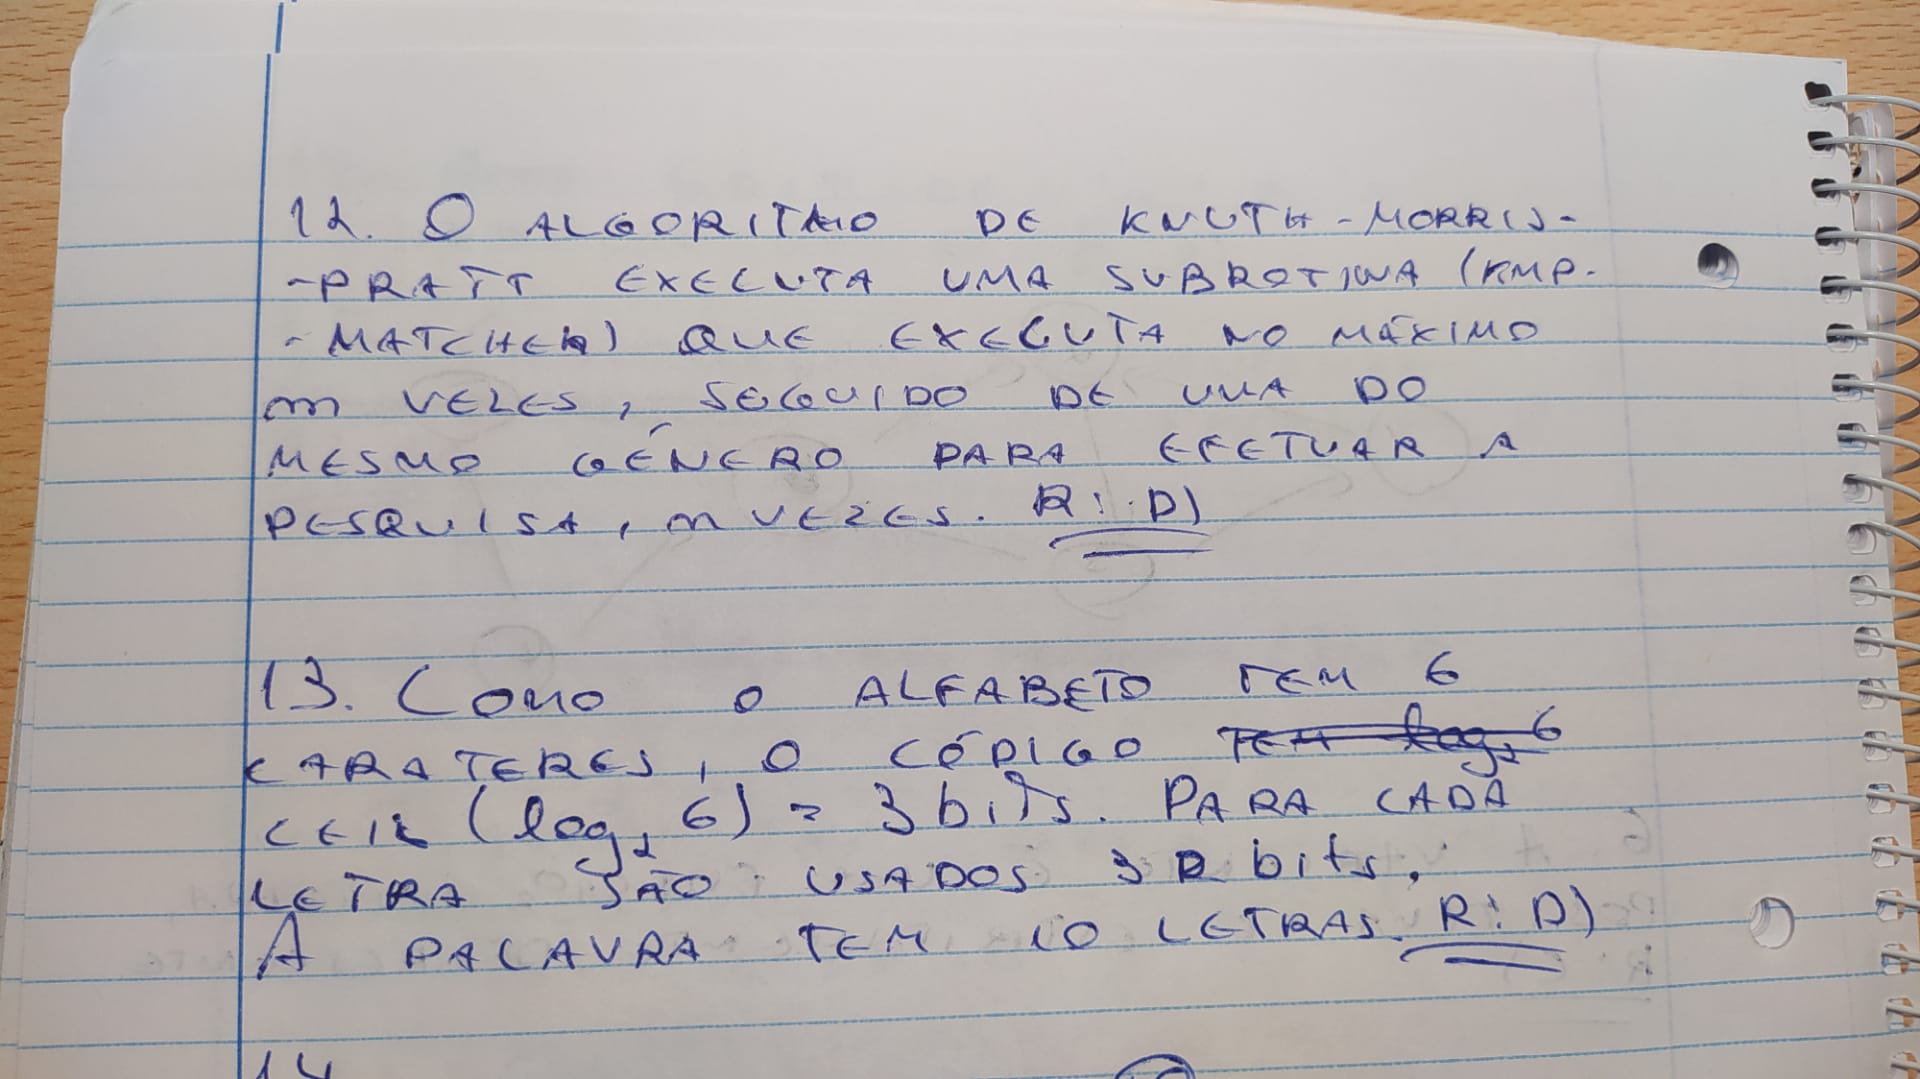 12. O ALGORITMO DE KNUTH-MORRIS-
-PRATT EXECUTA UMA SUBROTINA (KMP-
-MATCHER) QUE EXECUTA NO MÁXIMO
m VEZES, SEGUIDO DE UMA DO
MESMO GÉNERO PARA EFETUAR A
PESQUISA, m VEZES. R: D)
13. COMO O ALFABETO TEM 6
CARATERES, O CÓDIGO TEM log₂ 6
CEIL (log₂ 6) = 3 bits. PARA CADA
LETRA SÃO USADOS 3 bits,
A PALAVRA TEM 10 LETRAS. R: D)
14